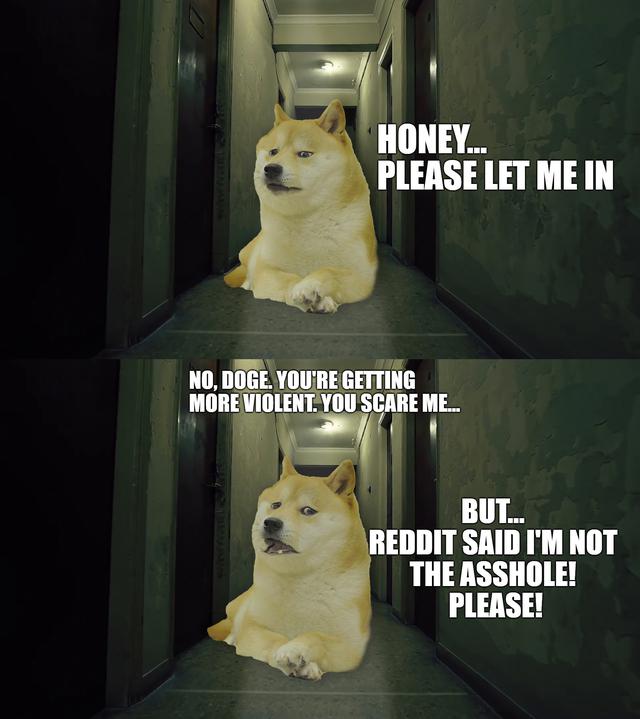 HONEY...
PLEASE LET ME IN
NO, DOGE. YOU'RE GETTING
MORE VIOLENT. YOU SCARE ME...
BUT...
REDDIT SAID I'M NOT
THE ASSHOLE!
PLEASE!